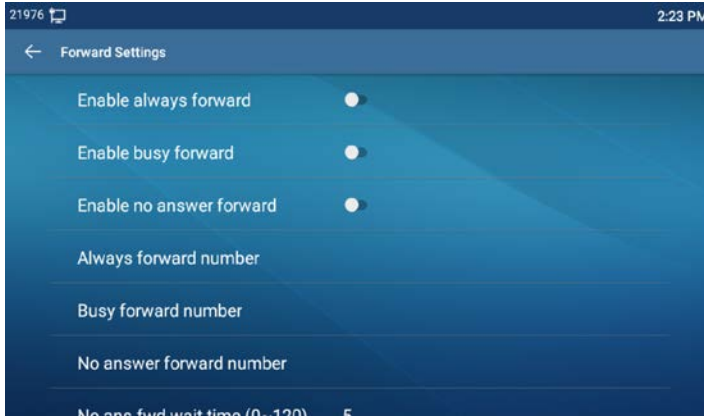 21976 2:23 PM
Forward Settings
Enable always forward
Enable busy forward
Enable no answer forward
Always forward number
Busy forward number
No answer forward number
No ans fwd wait time (0~120) 5